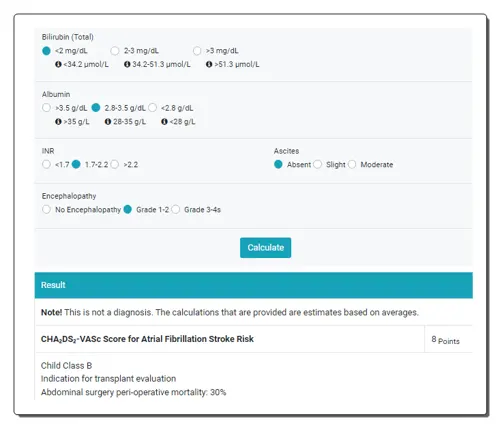 Bilirubin (Total)
<2 mg/dL 2-3 mg/dL >3 mg/dL
<34.2 µmol/L 34.2-51.3 µmol/L >51.3 µmol/L
Albumin
>3.5 g/dL 2.8-3.5 g/dL <2.8 g/dL
>35 g/L 28-35 g/L <28 g/L
INR Ascites
<1.7 1.7-2.2 >2.2 Absent Slight Moderate
Encephalopathy
No Encephalopathy Grade 1-2 Grade 3-4s
Calculate
Result
Note! This is not a diagnosis. The calculations that are provided are estimates based on averages.
CHA₂DS₂-VASc Score for Atrial Fibrillation Stroke Risk 8 Points
Child Class B
Indication for transplant evaluation
Abdominal surgery peri-operative mortality: 30%